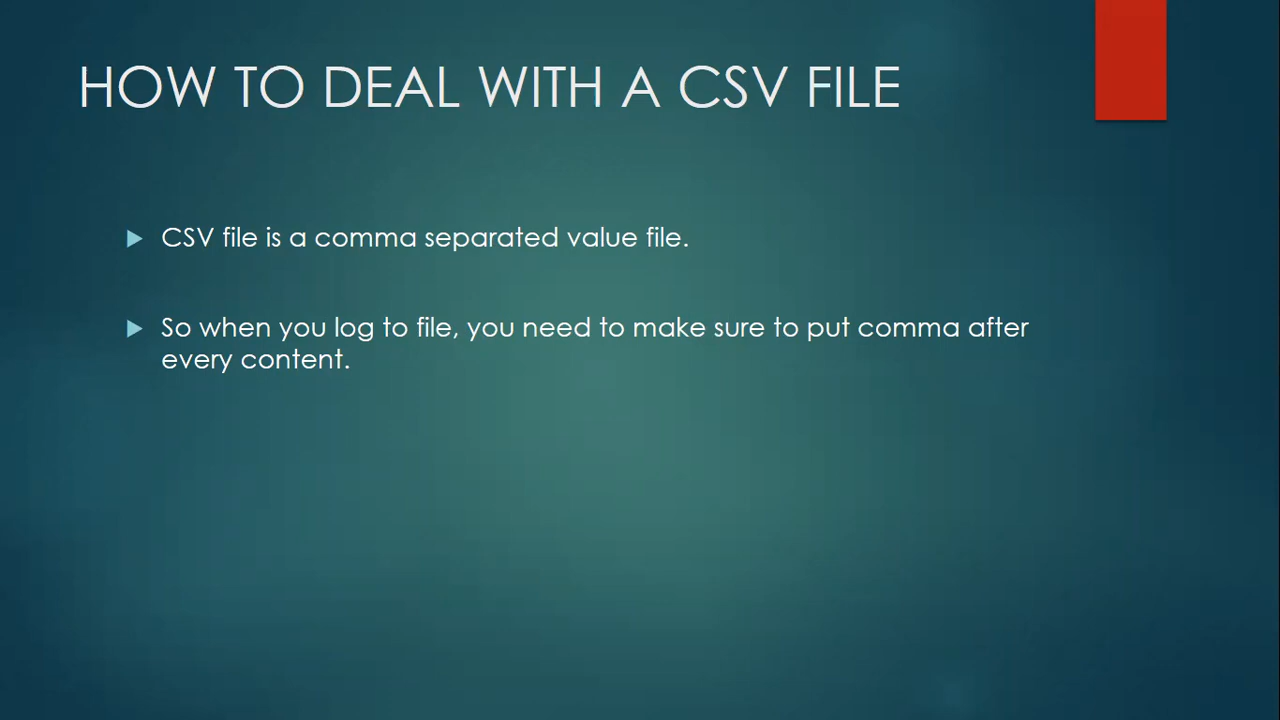 HOW TO DEAL WITH A CSV FILE
CSV file is a comma separated value file.
So when you log to file, you need to make sure to put comma after
every content.